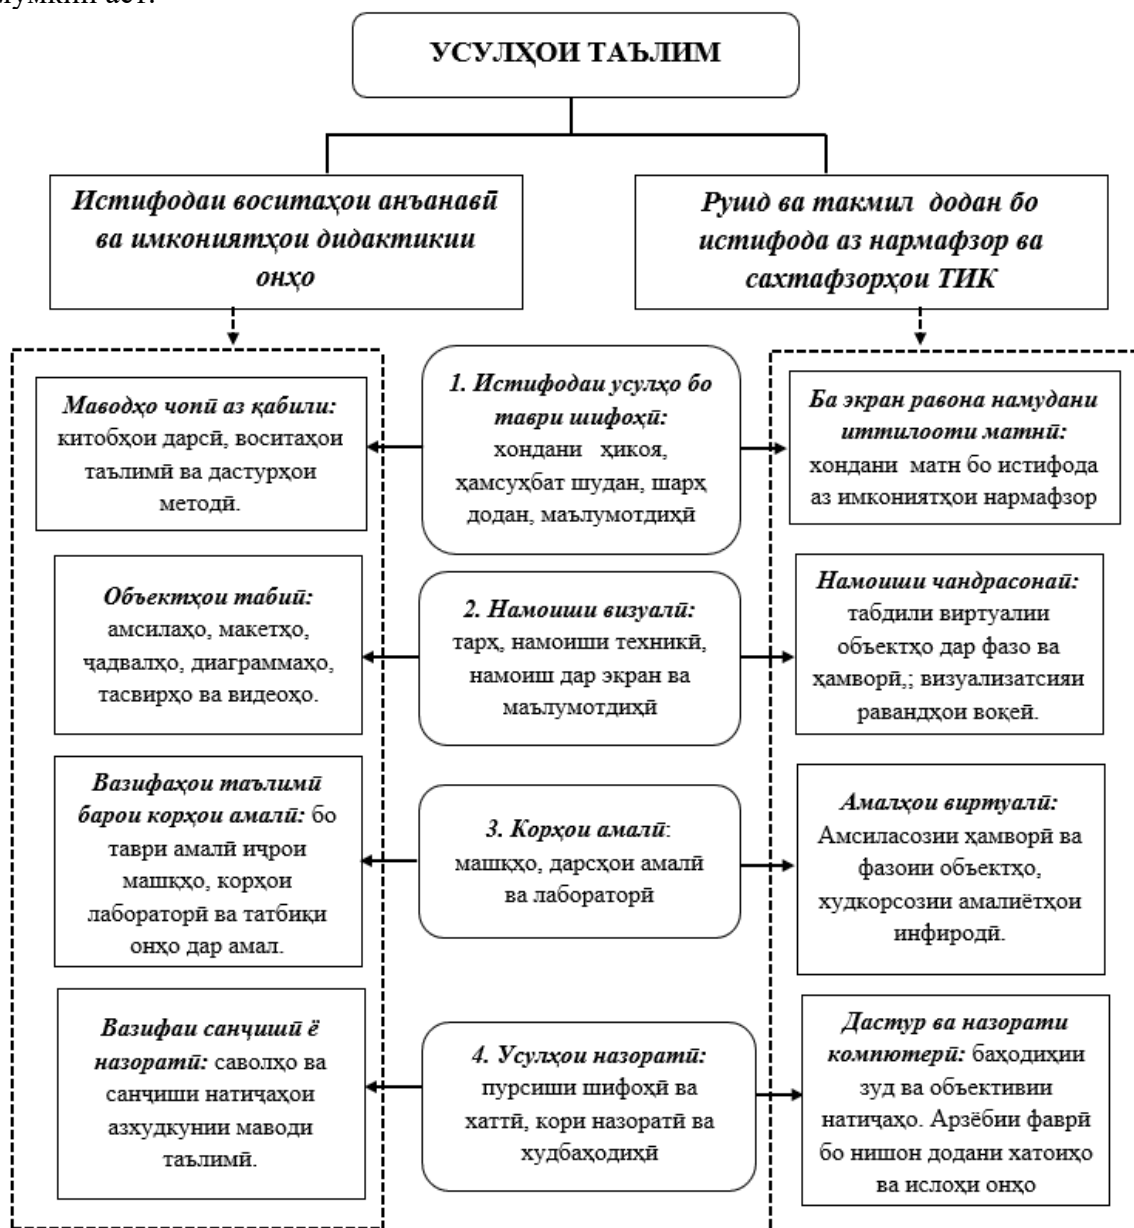 УСУЛҲОИ ТАЪЛИМ
Истифодаи воситаҳои анъанавӣ
ва имкониятҳои дидактикии
онҳо
Рушд ва такмил додан бо
истифода аз нармафзор ва
сахтафзорҳои ТИК
Маводҳо чопӣ аз қабили:
китобҳои дарсӣ, воситаҳои
таълимӣ ва дастурҳои
методӣ.
1. Истифодаи усулҳо бо
таври шифоҳӣ:
хондани ҳикоя,
ҳамсуҳбат шудан, шарҳ
додан, маълумотдиҳӣ
Ба экран равона намудани
иттилооти матнӣ:
хондани матн бо истифода
аз имкониятҳои нармафзор
Объектҳои табиӣ:
амсилаҳо, макетҳо,
ҷадвалҳо, диаграммаҳо,
тасвирҳо ва видеоҳо.
2. Намоиши визуалӣ:
тарҳ, намоиши техникӣ,
намоиш дар экран ва
маълумотдиҳӣ
Намоиши чандрасонаӣ:
табдили виртуалии
объектҳо дар фазо ва
ҳамворӣ,; визуализатсияи
равандҳои воқеӣ.
Вазифаҳои таълимӣ
барои корҳои амалӣ: бо
таври амалӣ иҷрои
машқҳо, корҳои
лабораторӣ ва татбиқи
онҳо дар амал.
3. Корҳои амалӣ:
машқҳо, дарсҳои амалӣ
ва лабораторӣ
Амалҳои виртуалӣ:
Амсиласозии ҳамворӣ ва
фазоии объектҳо,
худкорсозии амалиётҳои
инфиродӣ.
Вазифаи санҷишӣ ё
назоратӣ: саволҳо ва
санҷиши натиҷаҳои
азхудкунии маводи
таълимӣ.
4. Усулҳои назоратӣ:
пурсиши шифоҳӣ ва
хаттӣ, кори назоратӣ ва
худбаҳодиҳӣ
Дастур ва назорати
компютерӣ: баҳодиҳии
зуд ва объективии
натиҷаҳо. Арзёбии фаврӣ
бо нишон додани хатоиҳо
ва ислоҳи онҳо